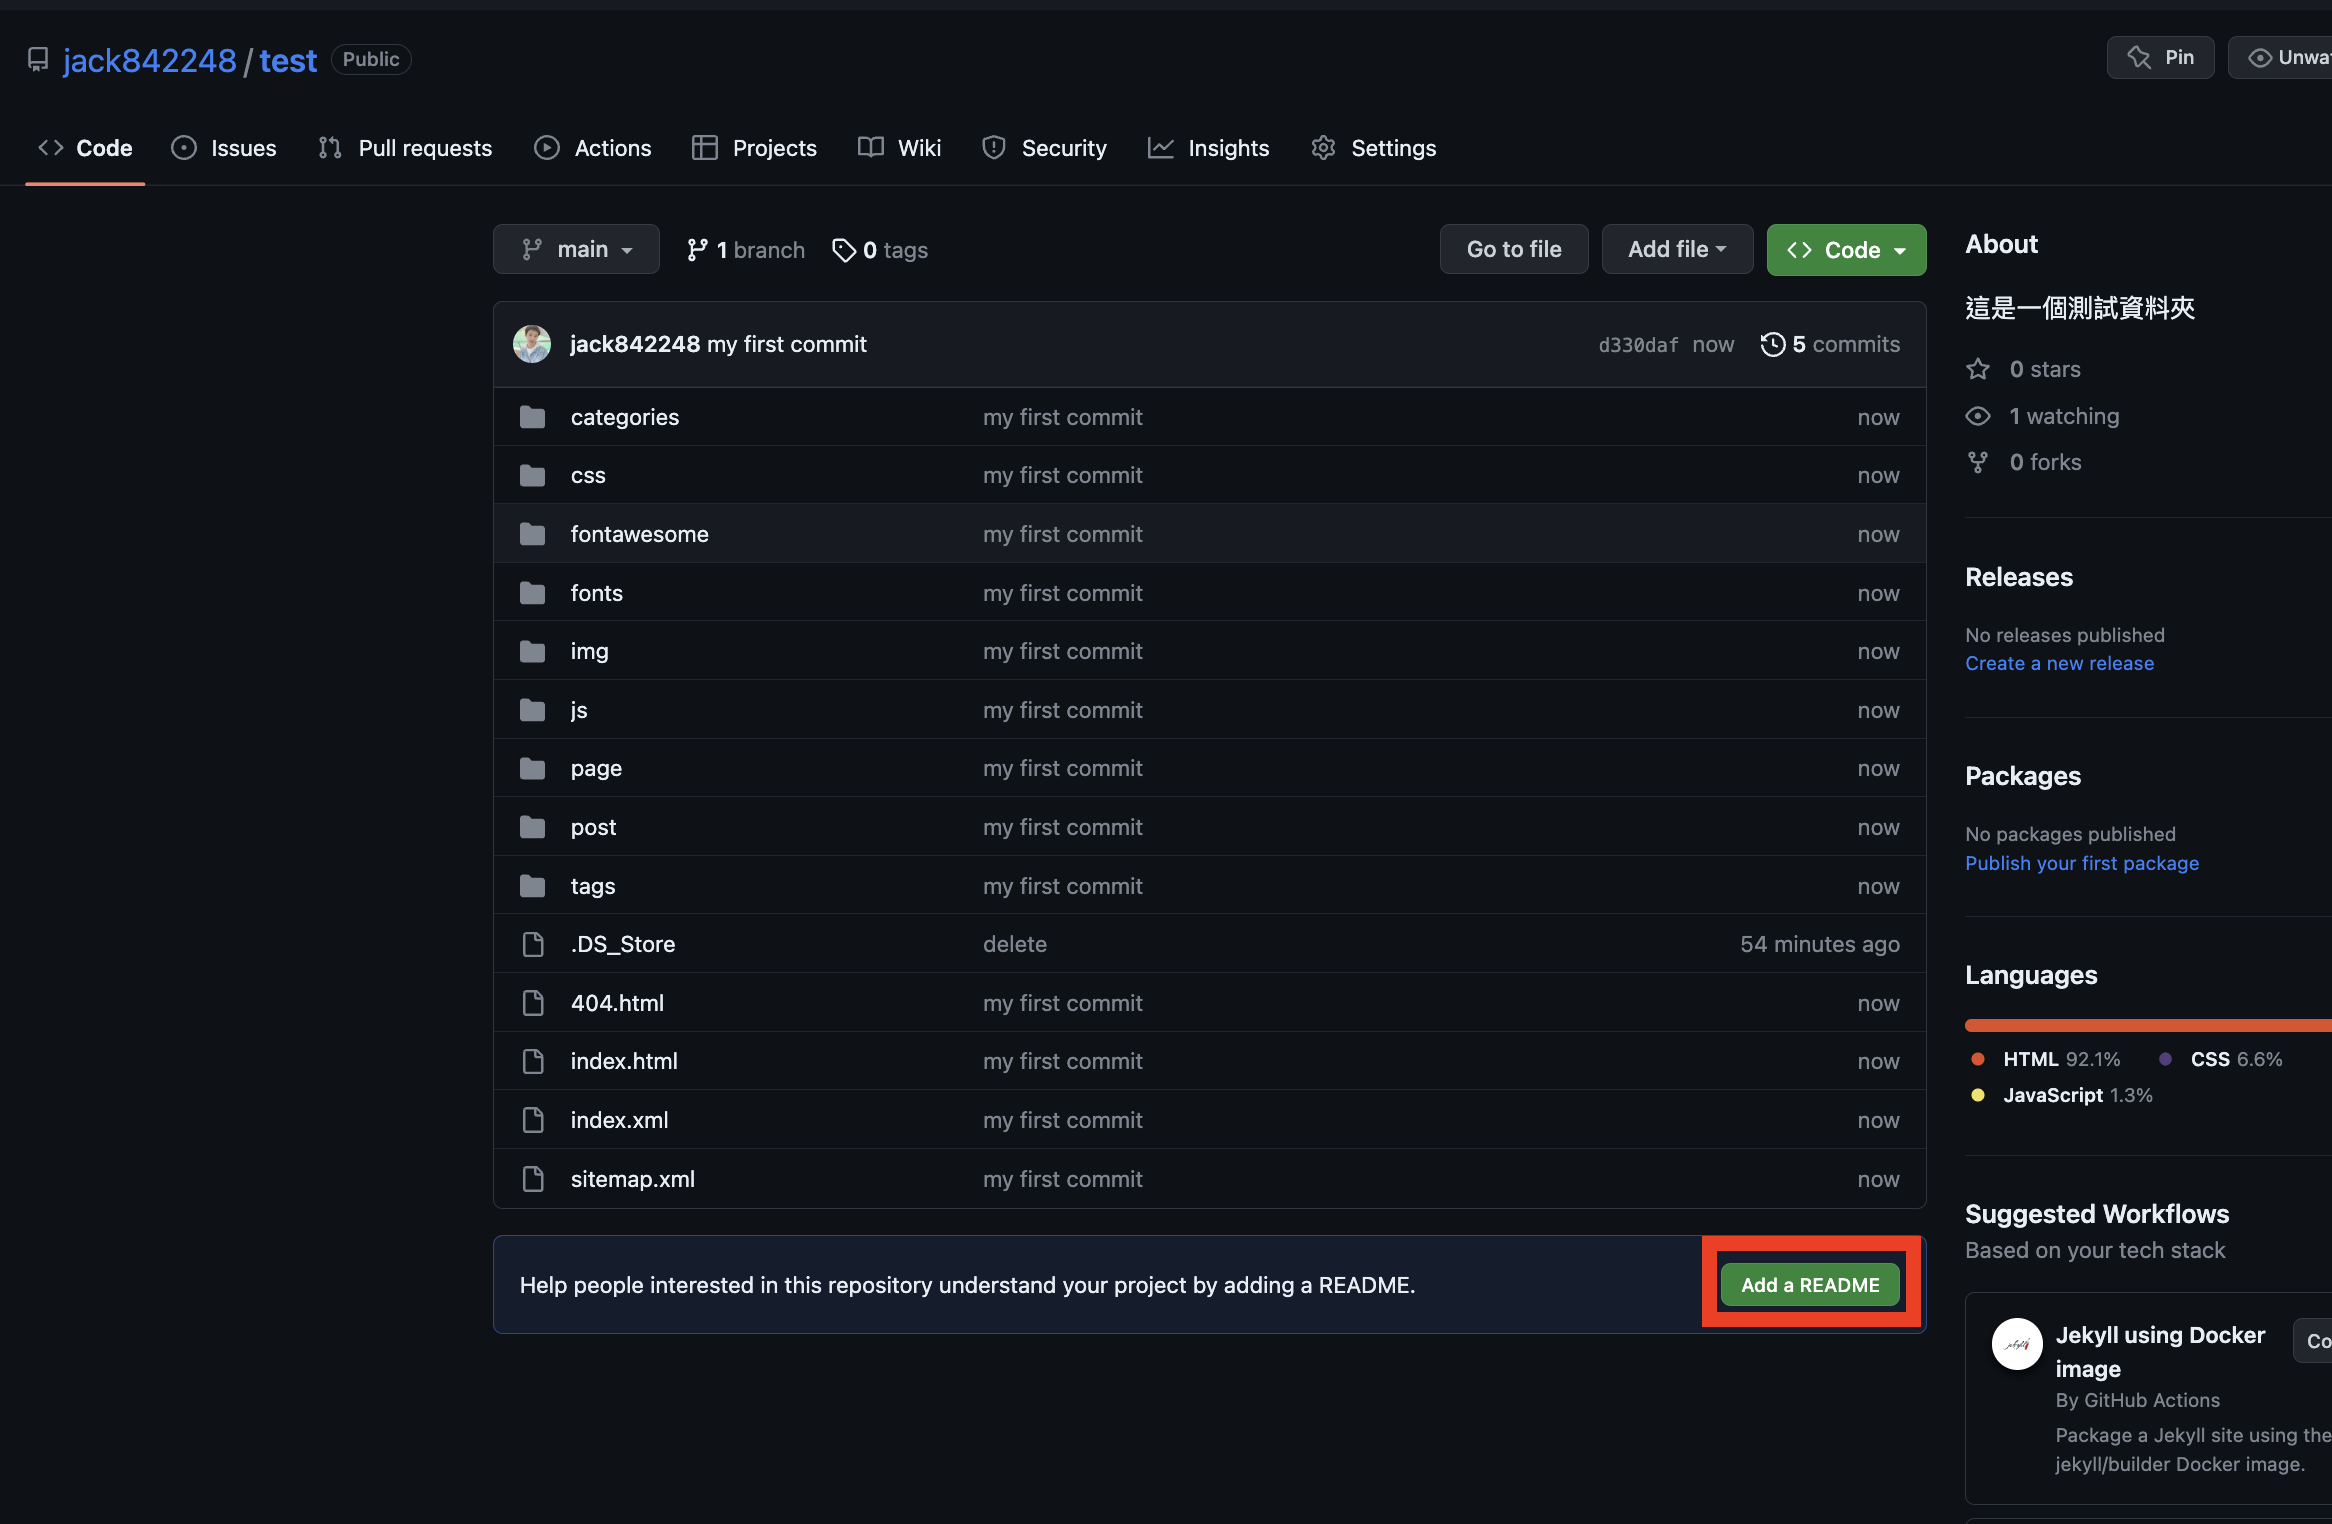 jack842248 / test Public
Pin
Code Issues Pull requests Actions Projects Wiki Security Insights Settings
main 1 branch 0 tags Go to file Add file Code
jack842248 my first commit d330daf now 5 commits
categories my first commit now
css my first commit now
fontawesome my first commit now
fonts my first commit now
img my first commit now
js my first commit now
page my first commit now
post my first commit now
tags my first commit now
.DS_Store delete 54 minutes ago
404.html my first commit now
index.html my first commit now
index.xml my first commit now
sitemap.xml my first commit now
Help people interested in this repository understand your project by adding a README. Add a README
About
這是一個測試資料夾
0 stars
1 watching
0 forks
Releases
No releases published
Create a new release
Packages
No packages published
Publish your first package
Languages
HTML 92.1% CSS 6.6%
JavaScript 1.3%
Suggested Workflows
Based on your tech stack
Jekyll using Docker
image
By GitHub Actions
Package a Jekyll site using the
jekyll/builder Docker image.